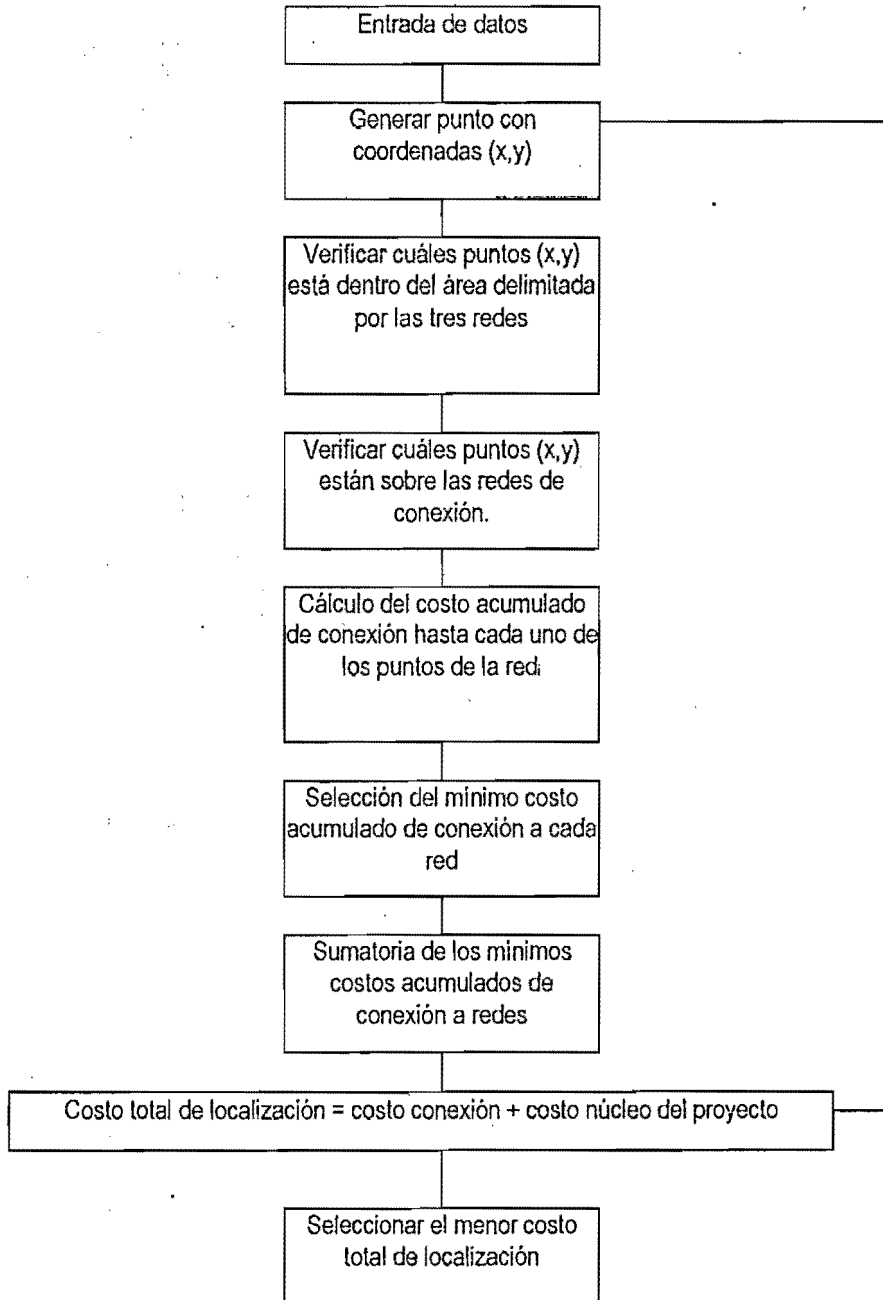 Entrada de datos
Generar punto con
coordenadas (x,y)
Verificar cuáles puntos (x,y)
está dentro del área delimitada
por las tres redes
Verificar cuáles puntos (x,y)
están sobre las redes de
conexión.
Cálculo del costo acumulado
de conexión hasta cada uno de
los puntos de la red
Selección del mínimo costo
acumulado de conexión a cada
red
Sumatoria de los mínimos
costos acumulados de
conexión a redes
Costo total de localización = costo conexión + costo núcleo del proyecto
Seleccionar el menor costo
total de localización